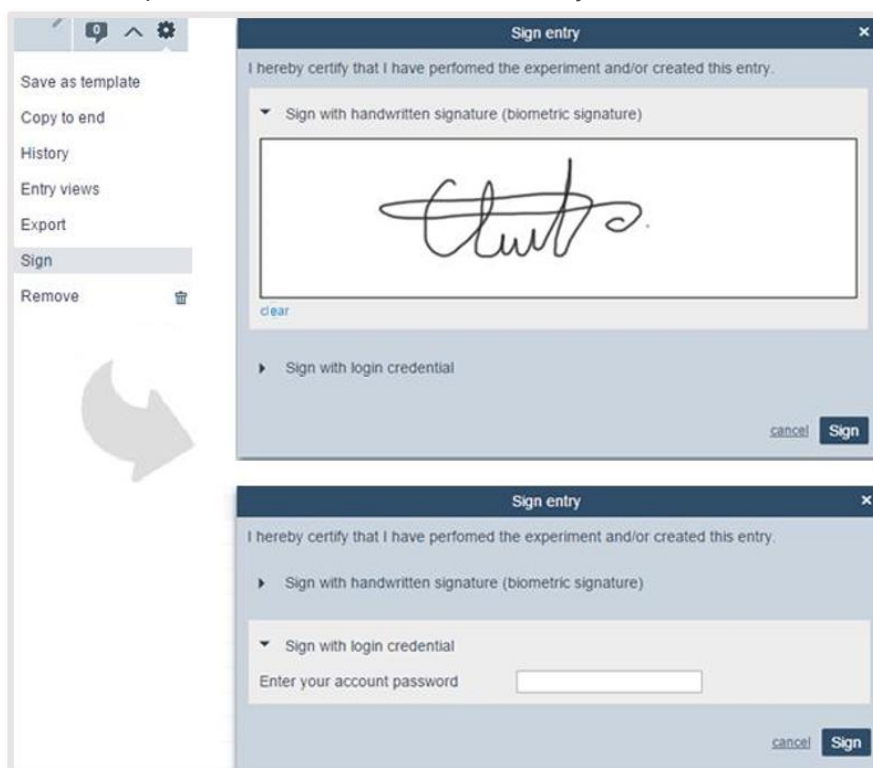 0
Save as template
Copy to end
History
Entry views
Export
Sign
Remove
Sign entry ×
I hereby certify that I have perfomed the experiment and/or created this entry.
Sign with handwritten signature (biometric signature)
clear
Sign with login credential
cancel Sign
Sign entry ×
I hereby certify that I have perfomed the experiment and/or created this entry.
Sign with handwritten signature (biometric signature)
Sign with login credential
Enter your account password
cancel Sign